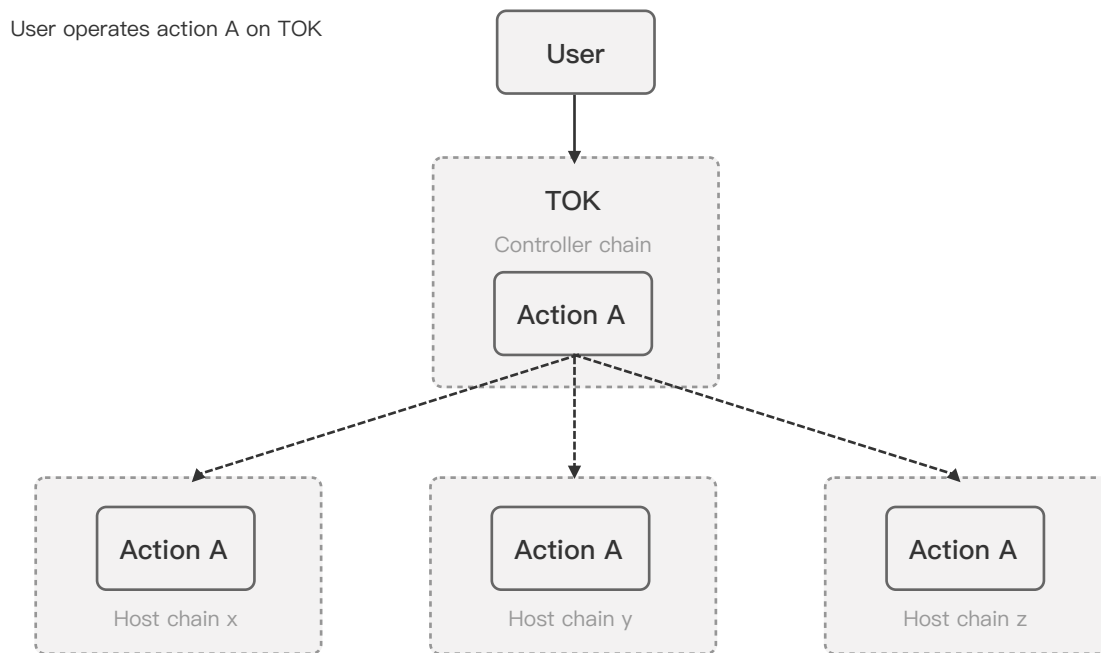 User operates action A on TOK
User
TOK
Controller chain
Action A
Action A
Action A
Action A
Host chain x
Host chain y
Host chain z